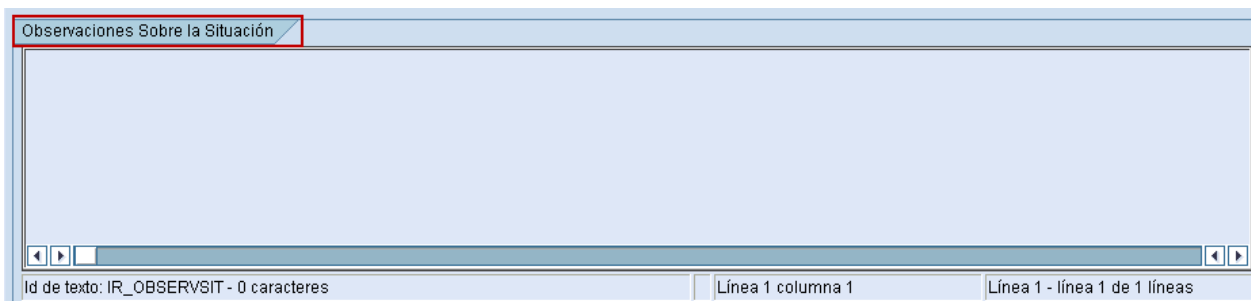 Observaciones Sobre la Situación
Id de texto: IR_OBSERVSIT - 0 caracteres Línea 1 columna 1 Línea 1 - línea 1 de 1 líneas